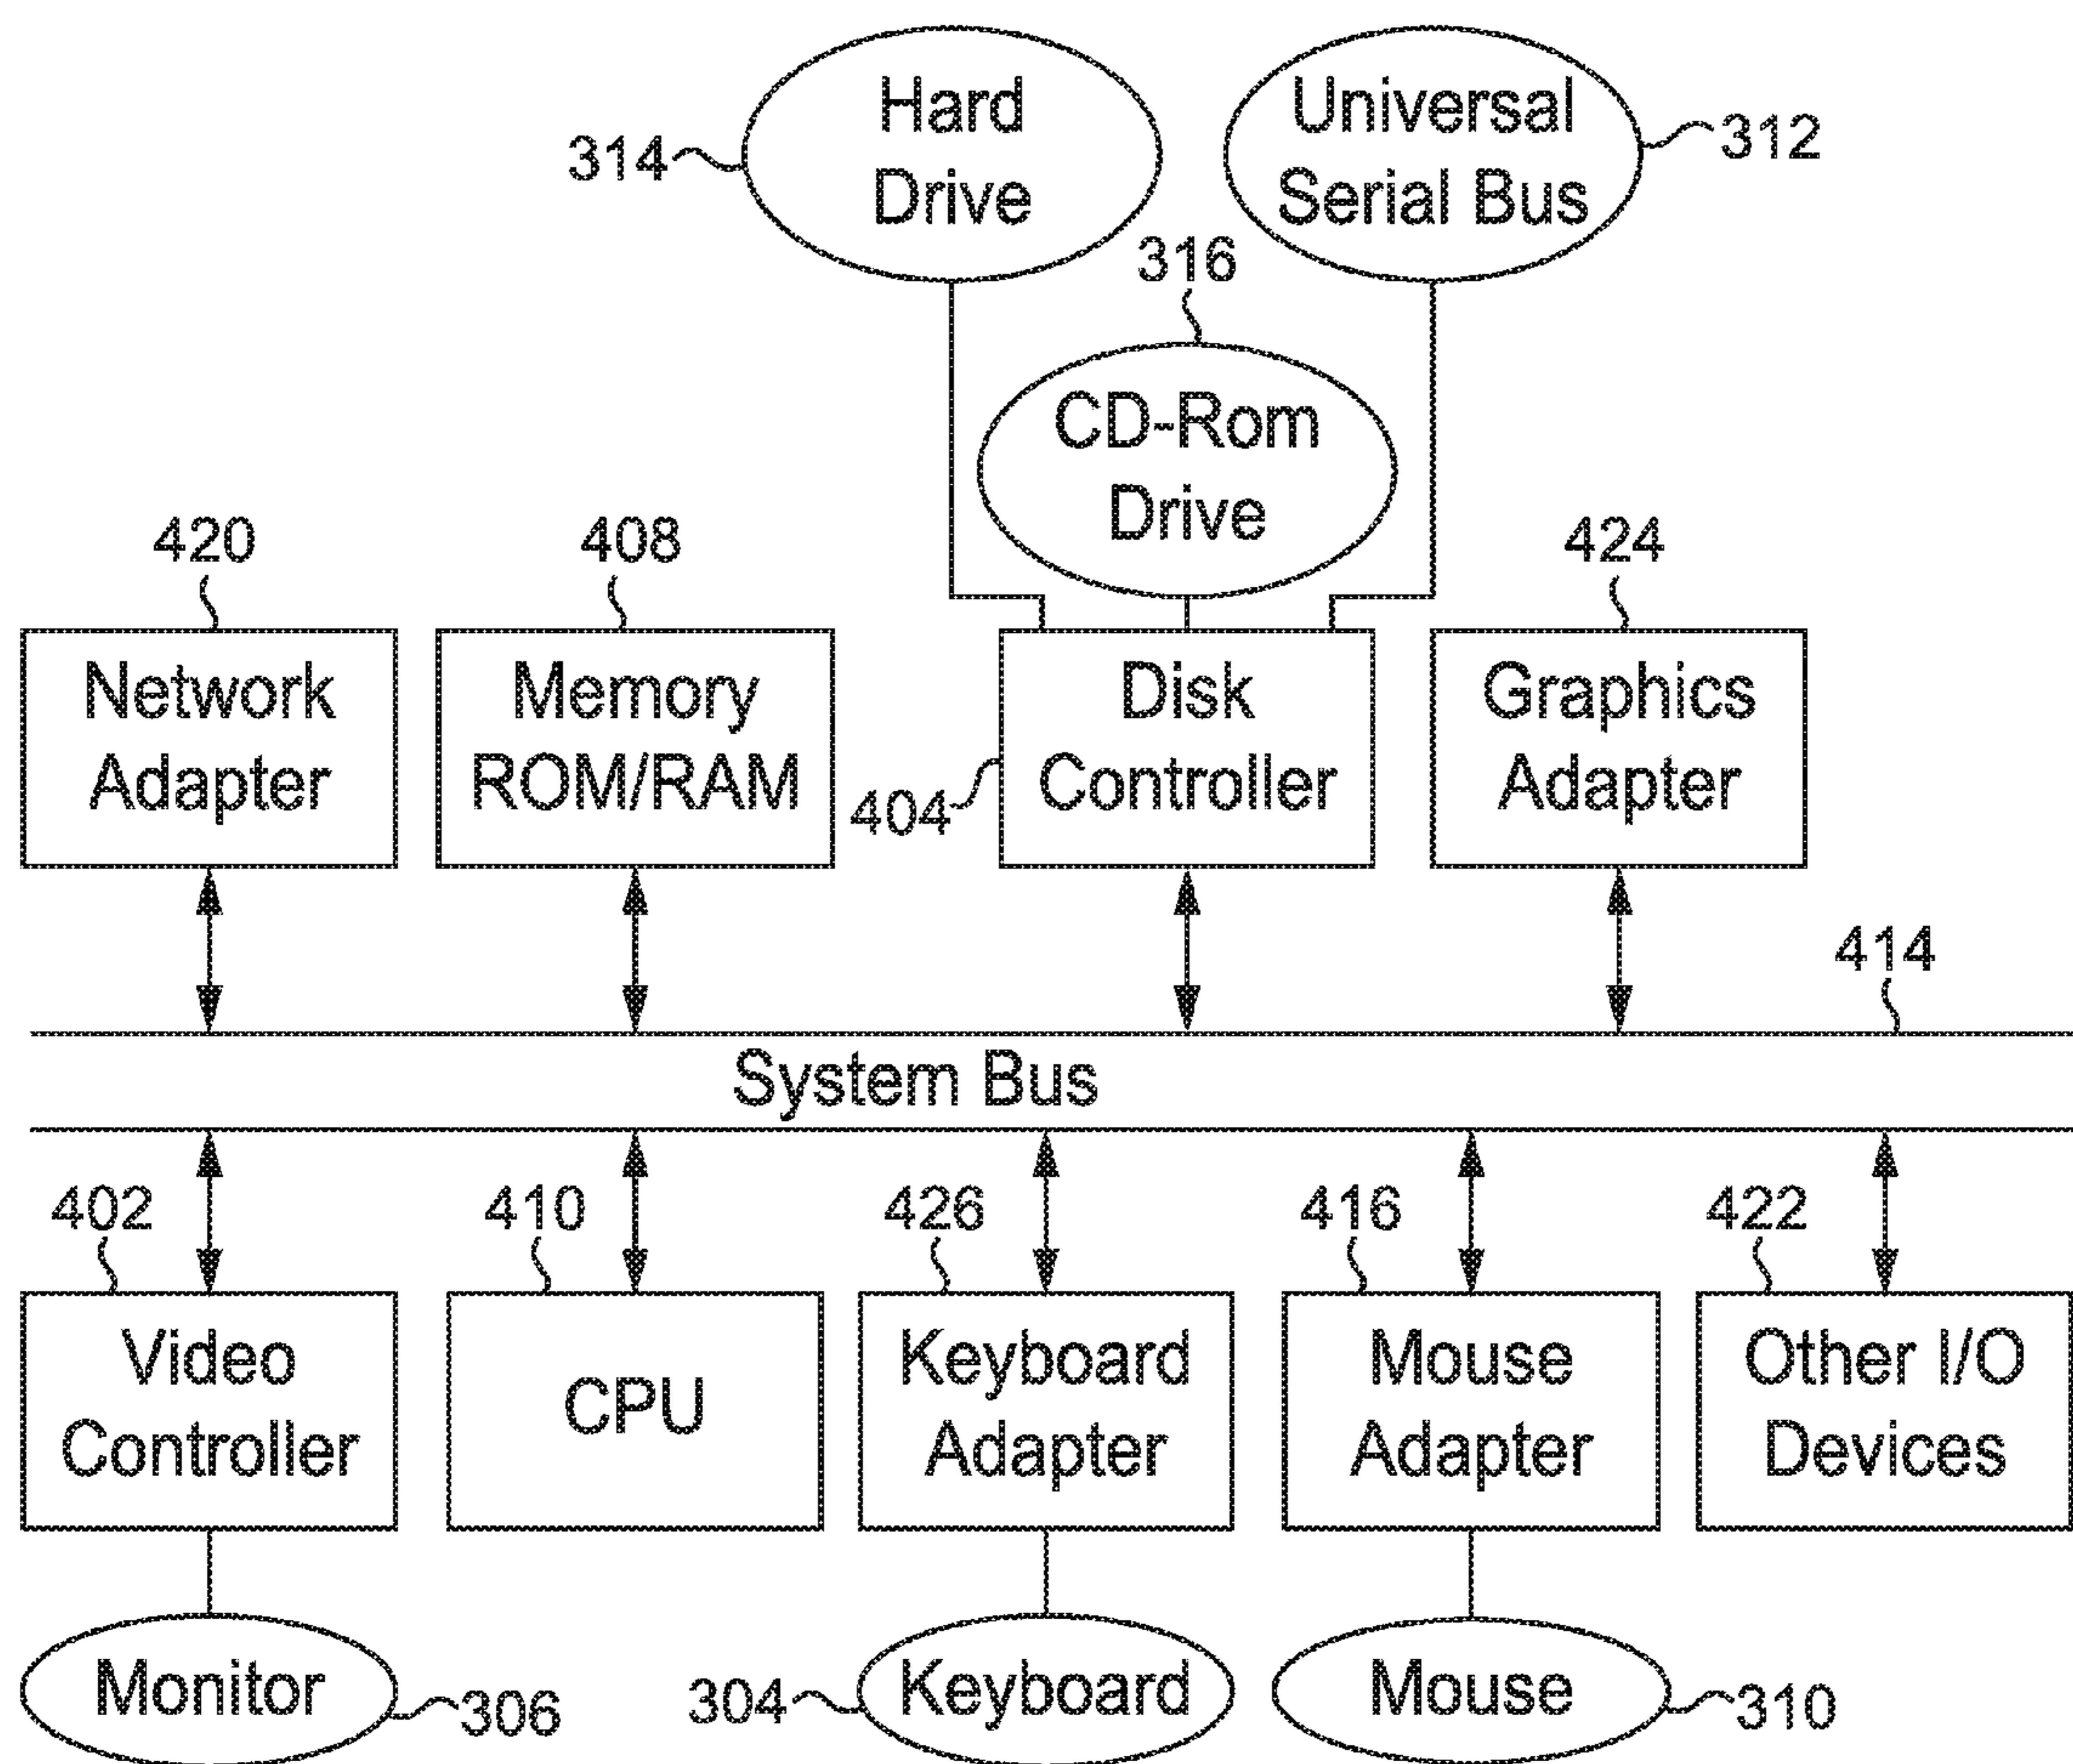 Hard
Drive
314
Universal
Serial Bus
312
316
CD-Rom
Drive
420
Network
Adapter
408
Memory
ROM/RAM
Disk
Controller
404
424
Graphics
Adapter
414
System Bus
402
Video
Controller
410
CPU
426
Keyboard
Adapter
416
Mouse
Adapter
422
Other I/O
Devices
Monitor
306
304
Keyboard
Mouse
310